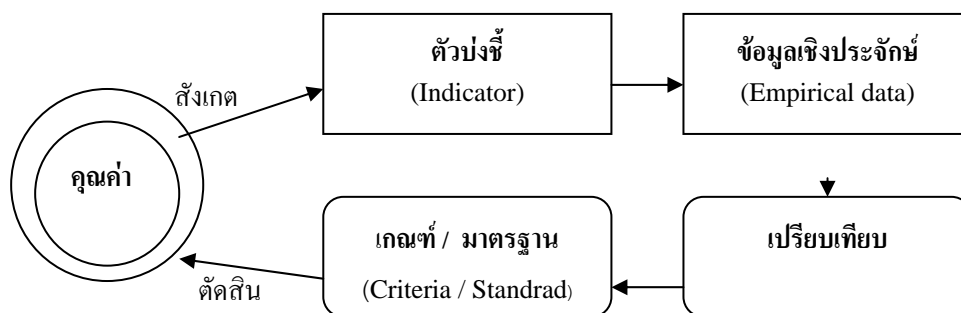 ตัวบ่งชี้
(Indicator)
ข้อมูลเชิงประจักษ์
(Empirical data)
สังเกต
คุณค่า
เกณฑ์ / มาตรฐาน
(Criteria / Standrad)
เปรียบเทียบ
ตัดสิน